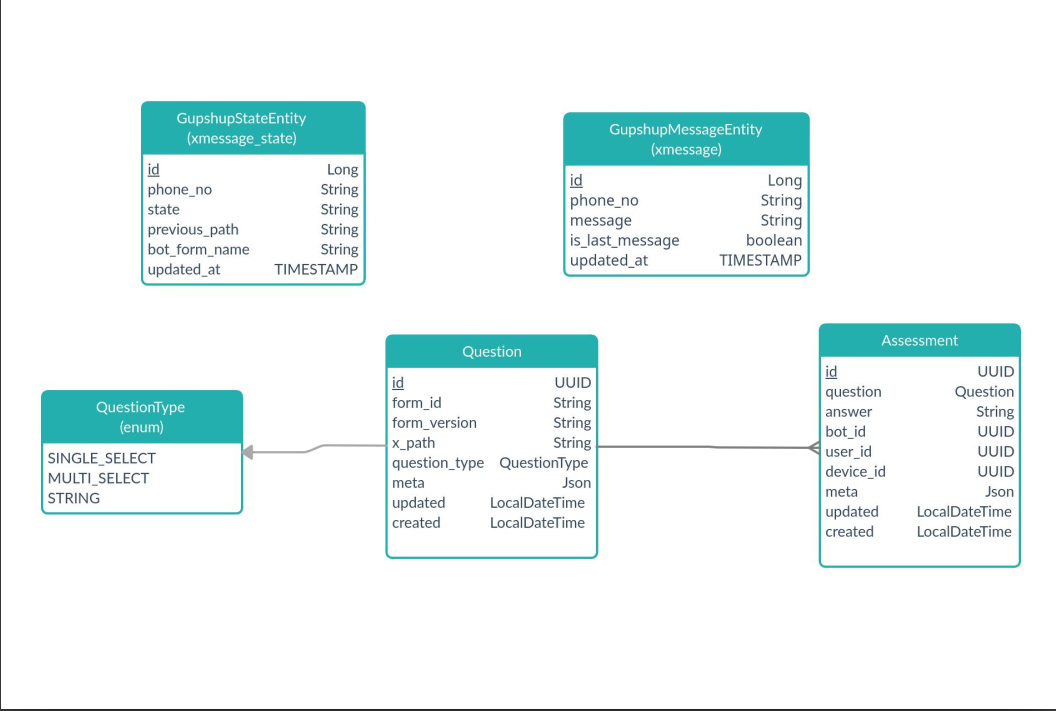 GupshupStateEntity
(xmessage_state)
id Long
phone_no String
state String
previous_path String
bot_form_name String
updated_at TIMESTAMP
GupshupMessageEntity
(xmessage)
id Long
phone_no String
message String
is_last_message boolean
updated_at TIMESTAMP
QuestionType
(enum)
SINGLE_SELECT
MULTI_SELECT
STRING
Question
id UUID
form_id String
form_version String
x_path String
question_type QuestionType
meta Json
updated LocalDateTime
created LocalDateTime
Assessment
id UUID
question Question
answer String
bot_id UUID
user_id UUID
device_id UUID
meta Json
updated LocalDateTime
created LocalDateTime